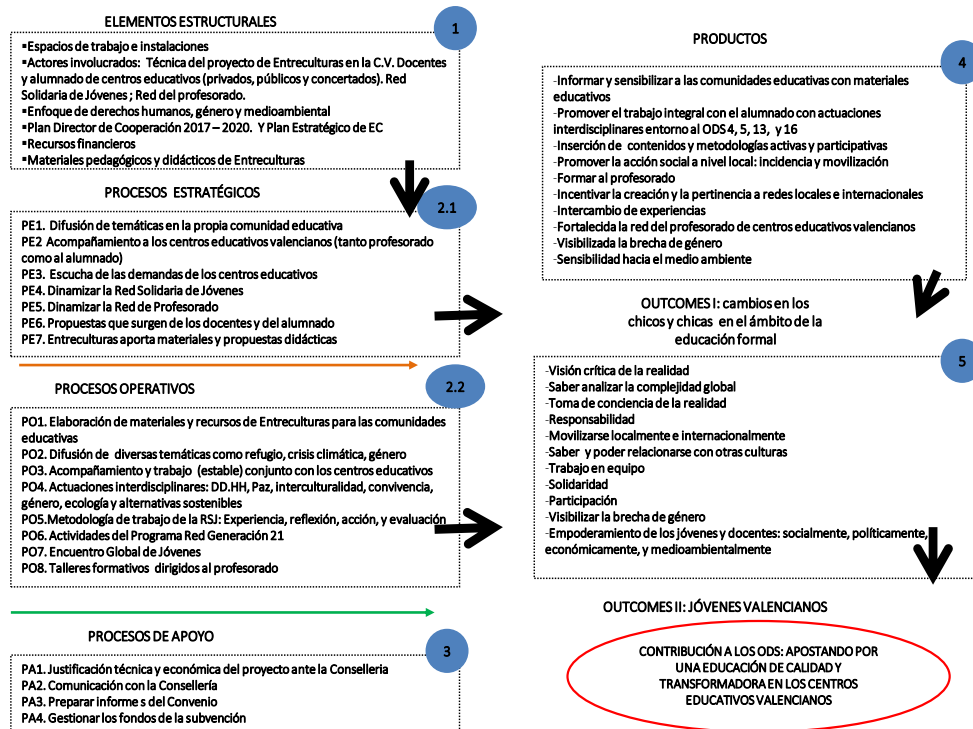 ELEMENTOS ESTRUCTURALES
1
▪Espacios de trabajo e instalaciones
▪Actores involucrados: Técnica del proyecto de Entreculturas en la C.V. Docentes
y alumnado de centros educativos (privados, públicos y concertados). Red
Solidaria de Jóvenes ; Red del profesorado.
▪Enfoque de derechos humanos, género y medioambiental
▪Plan Director de Cooperación 2017 – 2020. Y Plan Estratégico de EC
▪Recursos financieros
▪Materiales pedagógicos y didácticos de Entreculturas
PROCESOS ESTRATÉGICOS
2.1
PE1. Difusión de temáticas en la propia comunidad educativa
PE2 Acompañamiento a los centros educativos valencianos (tanto profesorado
como al alumnado)
PE3. Escucha de las demandas de los centros educativos
PE4. Dinamizar la Red Solidaria de Jóvenes
PE5. Dinamizar la Red de Profesorado
PE6. Propuestas que surgen de los docentes y del alumnado
PE7. Entreculturas aporta materiales y propuestas didácticas
PROCESOS OPERATIVOS
2.2
PO1. Elaboración de materiales y recursos de Entreculturas para las comunidades
educativas
PO2. Difusión de diversas temáticas como refugio, crisis climática, género
PO3. Acompañamiento y trabajo (estable) conjunto con los centros educativos
PO4. Actuaciones interdisciplinares: DD.HH, Paz, interculturalidad, convivencia,
género, ecología y alternativas sostenibles
PO5.Metodología de trabajo de la RSJ: Experiencia, reflexión, acción, y evaluación
PO6. Actividades del Programa Red Generación 21
PO7. Encuentro Global de Jóvenes
PO8. Talleres formativos dirigidos al profesorado
PROCESOS DE APOYO
3
PA1. Justificación técnica y económica del proyecto ante la Conselleria
PA2. Comunicación con la Consellería
PA3. Preparar informe s del Convenio
PA4. Gestionar los fondos de la subvención
PRODUCTOS
4
-Informar y sensibilizar a las comunidades educativas con materiales
educativos
-Promover el trabajo integral con el alumnado con actuaciones
interdisciplinares entorno al ODS 4, 5, 13, y 16
-Inserción de contenidos y metodologías activas y participativas
-Promover la acción social a nivel local: incidencia y movilización
-Formar al profesorado
-Incentivar la creación y la pertinencia a redes locales e internacionales
-Intercambio de experiencias
-Fortalecida la red del profesorado de centros educativos valencianos
-Visibilizada la brecha de género
-Sensibilidad hacia el medio ambiente
OUTCOMES I: cambios en los
chicos y chicas en el ámbito de la
educación formal
5
-Visión crítica de la realidad
-Saber analizar la complejidad global
-Toma de conciencia de la realidad
-Responsabilidad
-Movilizarse localmente e internacionalmente
-Saber y poder relacionarse con otras culturas
-Trabajo en equipo
-Solidaridad
-Participación
-Visibilizar la brecha de género
-Empoderamiento de los jóvenes y docentes: socialmente, políticamente,
económicamente, y medioambientalmente
OUTCOMES II: JÓVENES VALENCIANOS
CONTRIBUCIÓN A LOS ODS: APOSTANDO POR
UNA EDUCACIÓN DE CALIDAD Y
TRANSFORMADORA EN LOS CENTROS
EDUCATIVOS VALENCIANOS